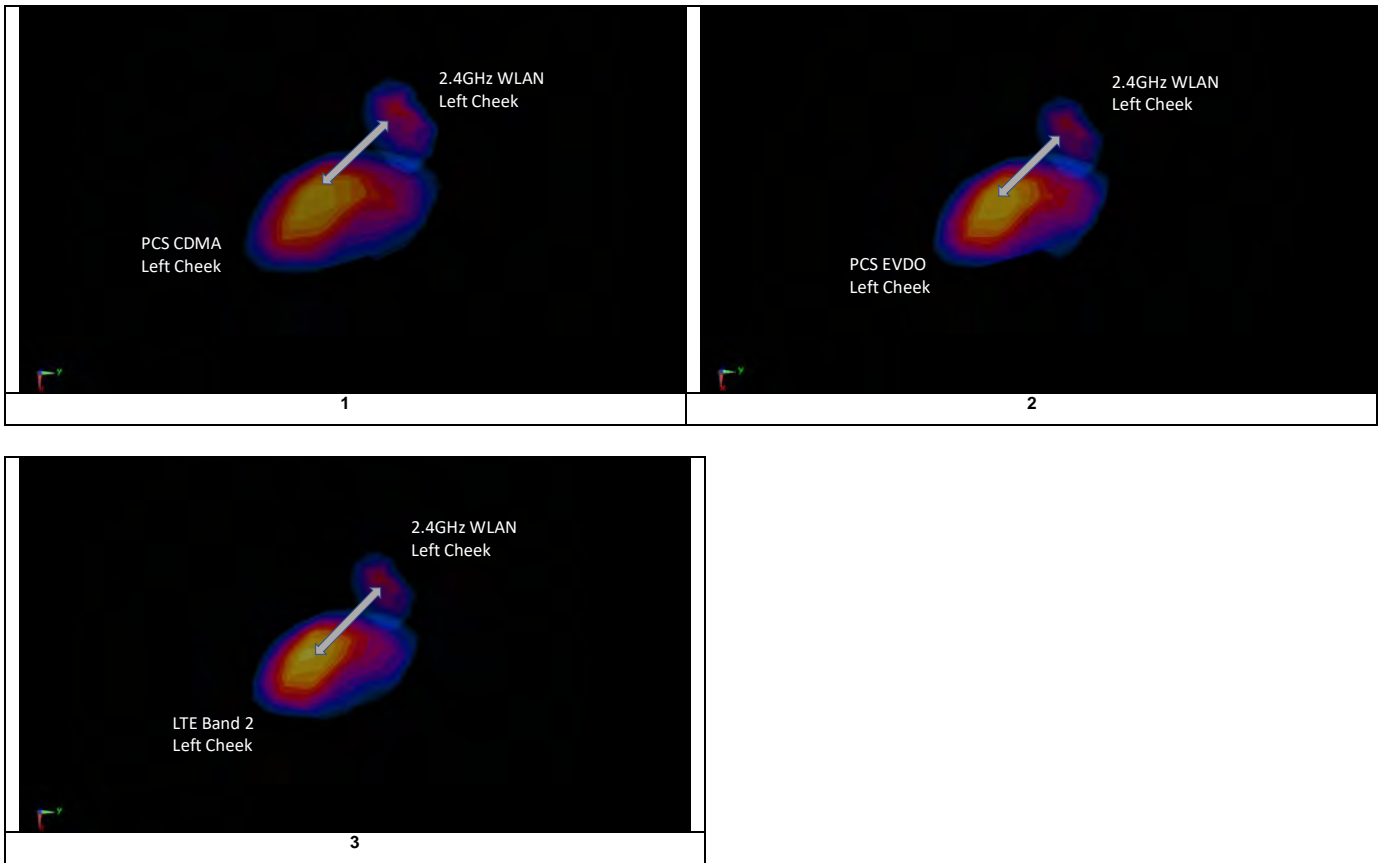 2.4GHz WLAN
Left Cheek
PCS CDMA
Left Cheek
y
1
2.4GHz WLAN
Left Cheek
PCS EVDO
Left Cheek
y
2
2.4GHz WLAN
Left Cheek
LTE Band 2
Left Cheek
y
3